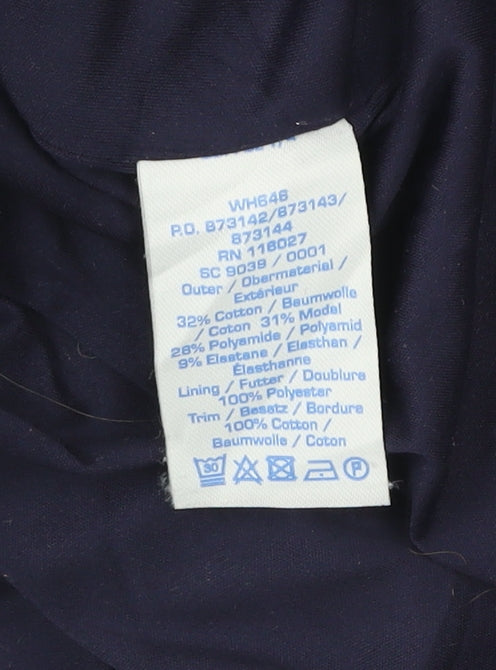 WH646
P.O. 873142/873143/
873144
RN 116027
SC 9039 / 0001
Outer / Obermaterial /
Extérieur
32% Cotton / Baumwolle
/ Coton 31% Modal
28% Polyamide / Polyamid
9% Elastane / Elasthan /
Élasthanne
Lining / Futter / Doublure
100% Polyester
Trim / Besatz / Bordure
100% Cotton /
Baumwolle / Coton
30 P